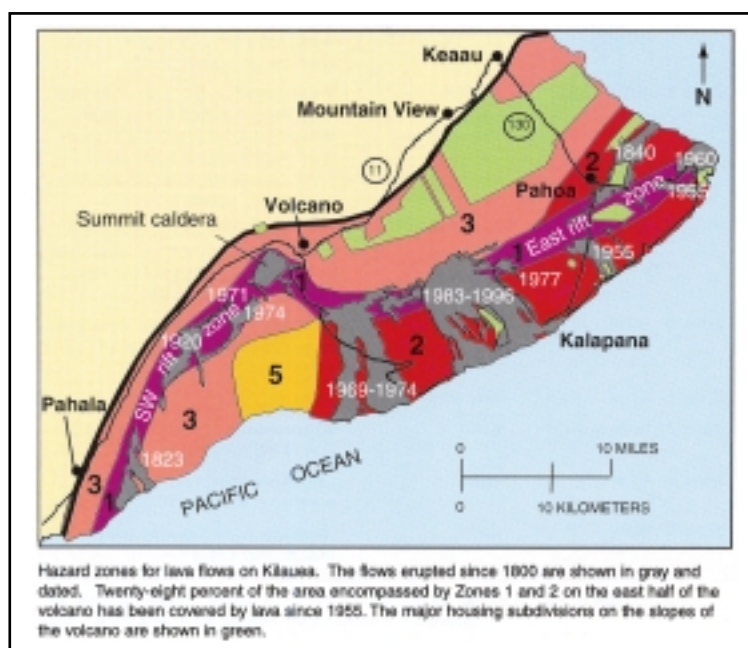 Keaau
N
Mountain View
130
11
2
1840
1960
Pahoa
Volcano
zone
1955
Summit caldera
3
East rift
1
1
1955
1977
1971
1983-1996
zone
1974
1920
Kalapana
2
5
SW rift
1969-1974
Pahala
3
1823
3
1
PACIFIC OCEAN
0 10 MILES
0 10 KILOMETERS
Hazard zones for lava flows on Kilauea. The flows erupted since 1800 are shown in gray and
dated. Twenty-eight percent of the area encompassed by Zones 1 and 2 on the east half of the
volcano has been covered by lava since 1955. The major housing subdivisions on the slopes of
the volcano are shown in green.